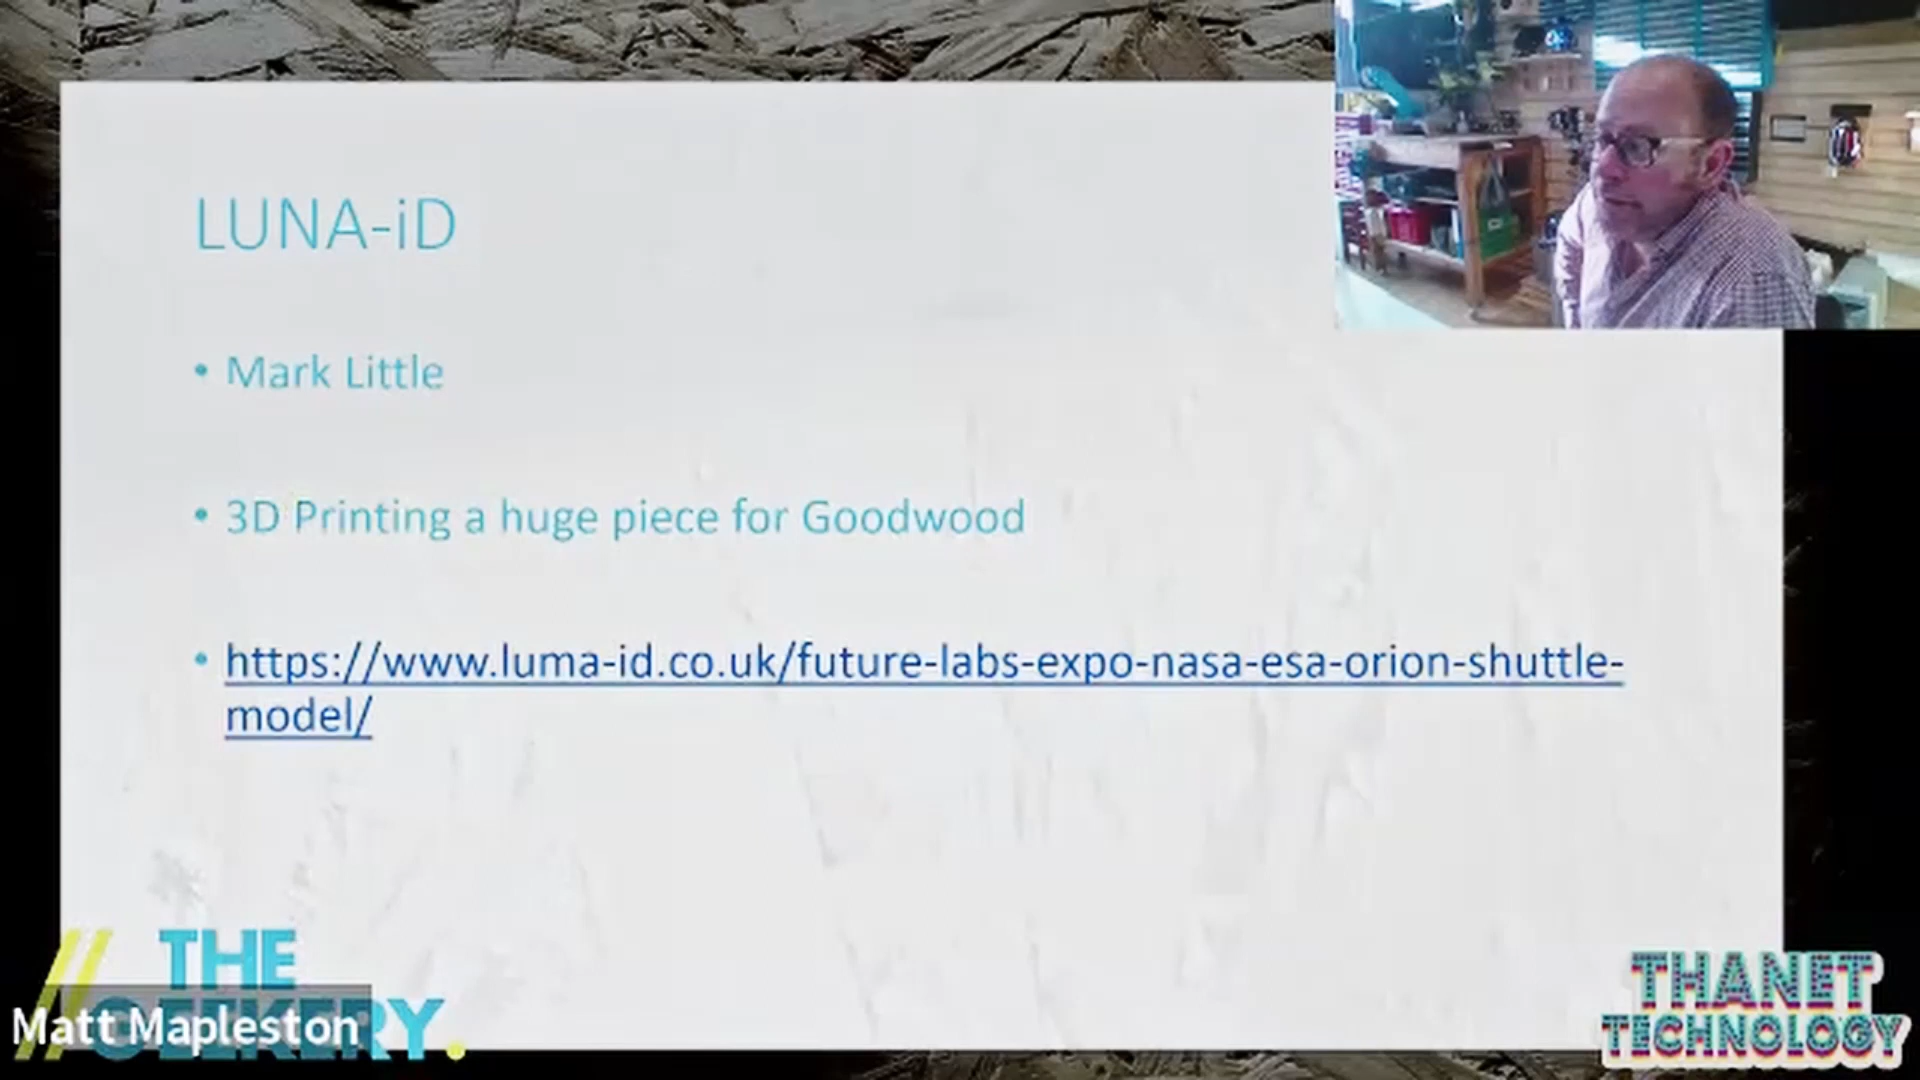 LUNA-iD
• Mark Little
• 3D Printing a huge piece for Goodwood
• https://www.luma-id.co.uk/future-labs-expo-nasa-esa-orion-shuttle-
model/
// THE
GEEKERY.
Matt Mapleston
THANET
TECHNOLOGY